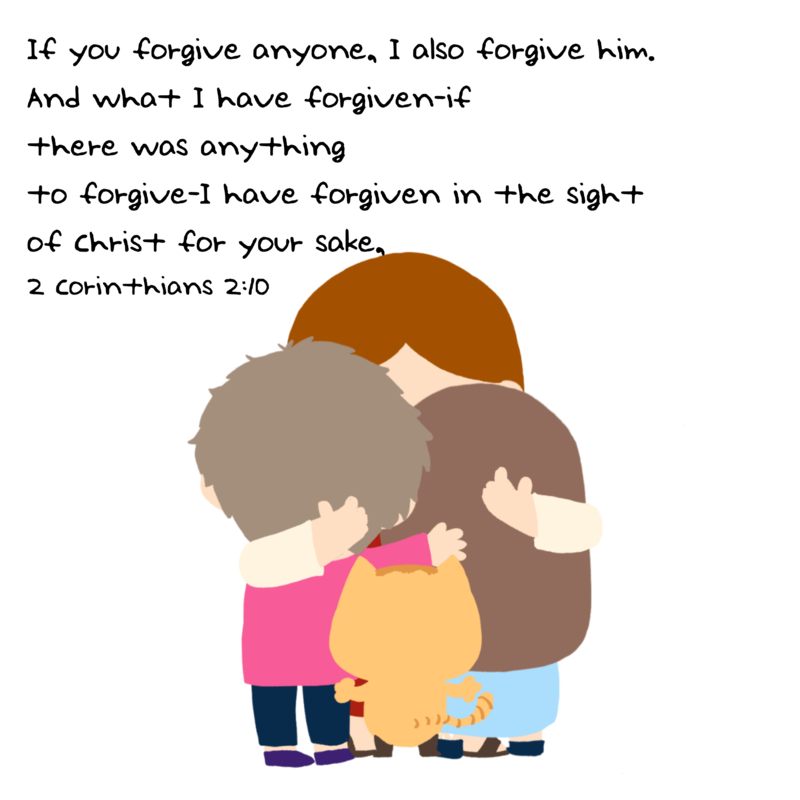 If you forgive anyone, I also forgive him.
And what I have forgiven-if
there was anything
to forgive-I have forgiven in the sight
of Christ for your sake,
2 Corinthians 2:10